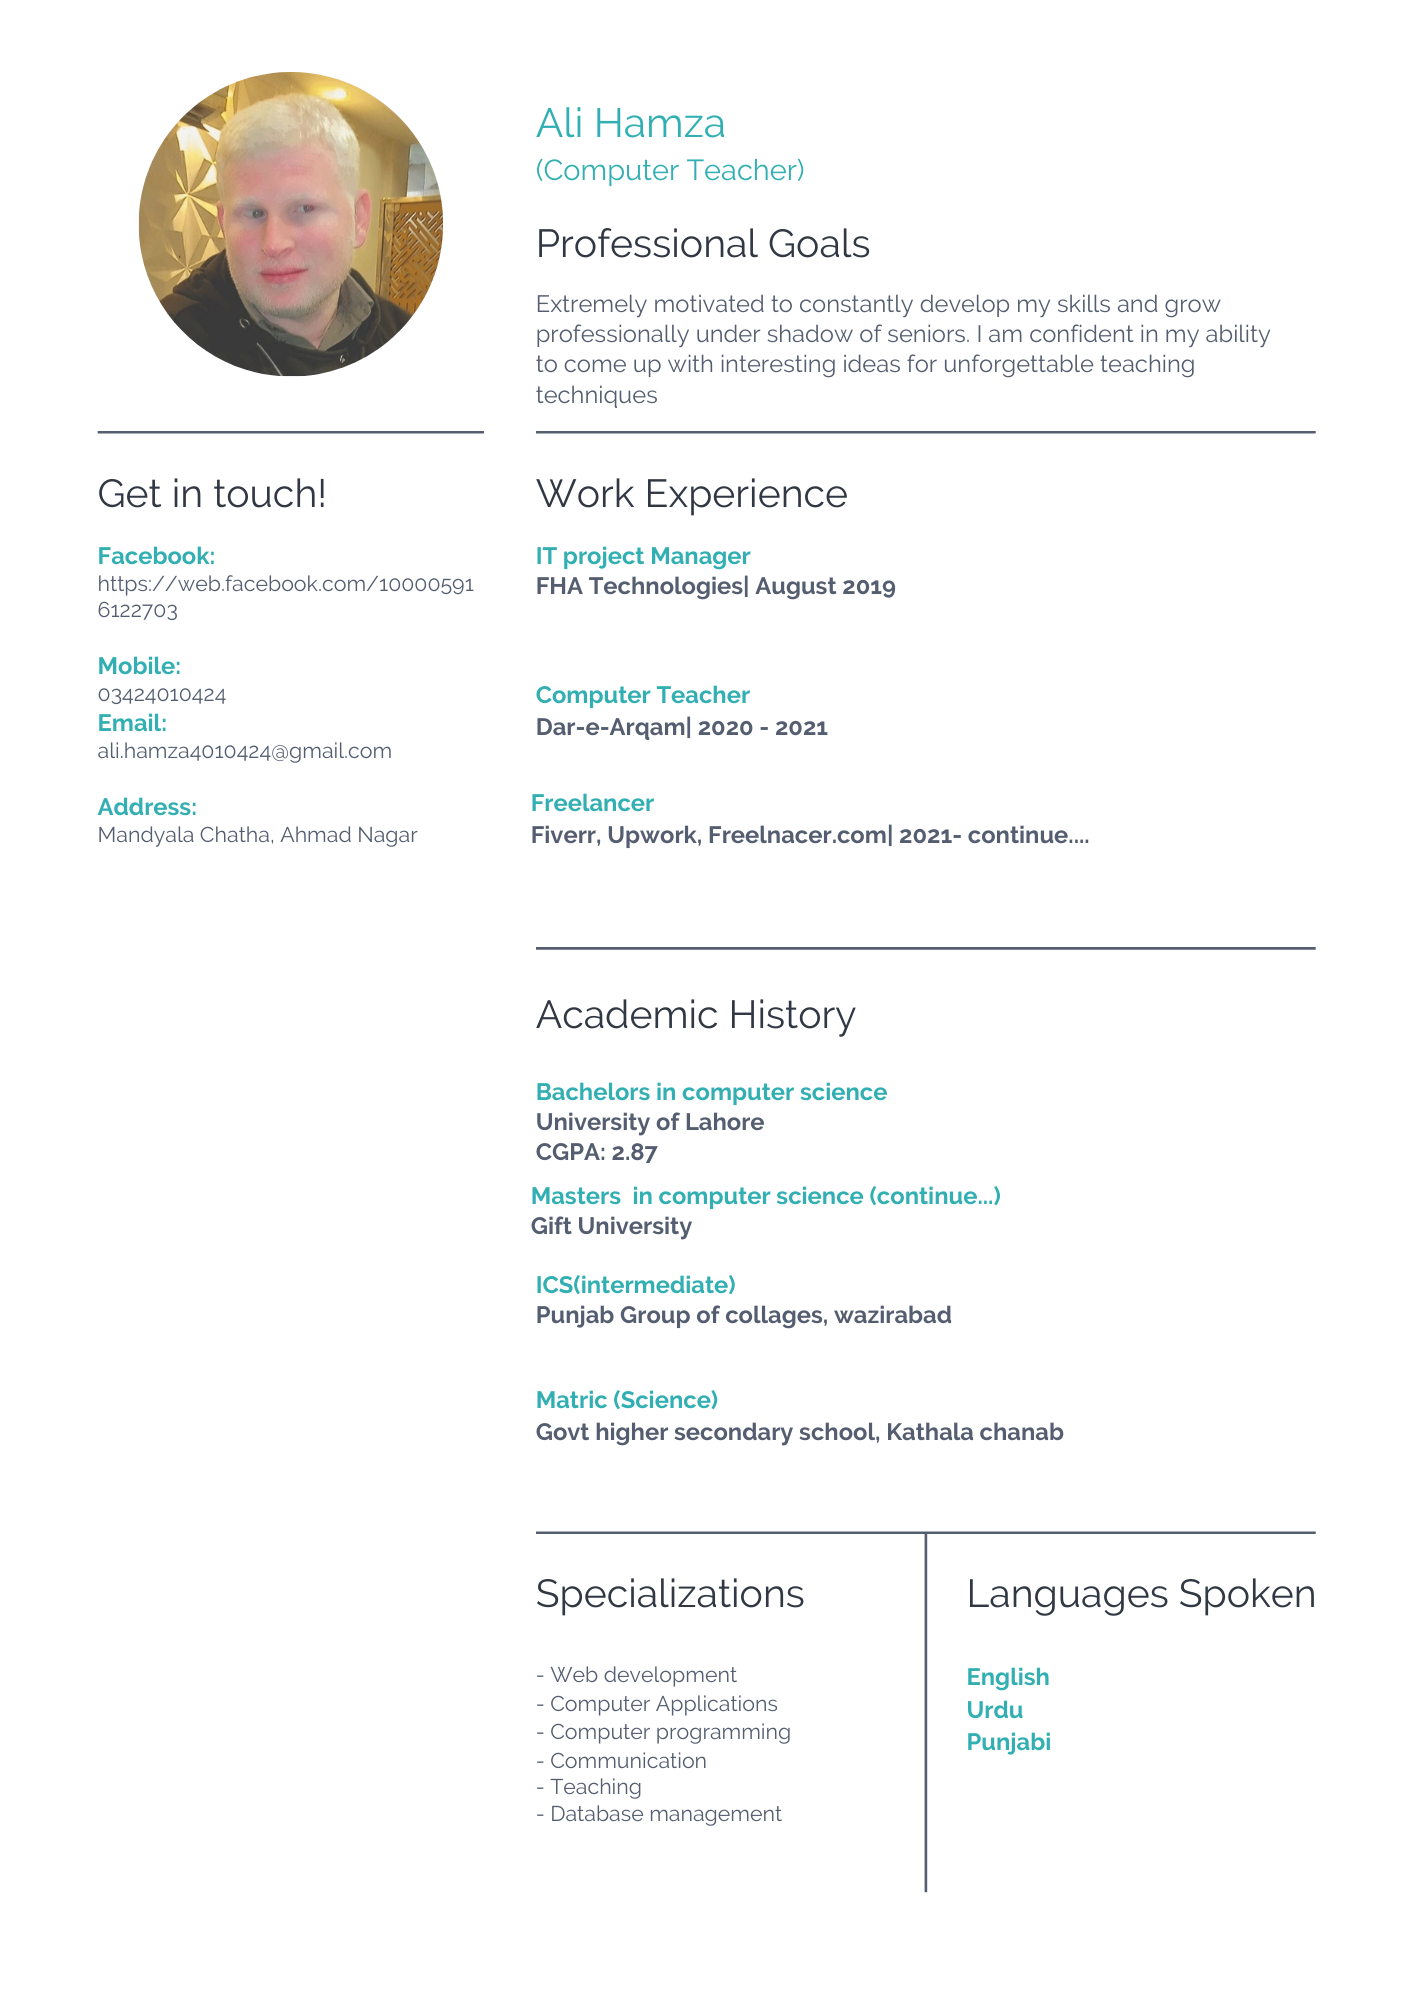 Ali Hamza
(Computer Teacher)
Professional Goals
Extremely motivated to constantly develop my skills and grow
professionally under shadow of seniors. I am confident in my ability
to come up with interesting ideas for unforgettable teaching
techniques
Get in touch!
Facebook:
https://web.facebook.com/10000591
6122703
Mobile:
03424010424
Email:
ali.hamza4010424@gmail.com
Address:
Mandyala Chatha, Ahmad Nagar
Work Experience
IT project Manager
FHA Technologies| August 2019
Computer Teacher
Dar-e-Arqam| 2020 - 2021
Freelancer
Fiverr, Upwork, Freelnacer.com| 2021- continue....
Academic History
Bachelors in computer science
University of Lahore
CGPA: 2.87
Masters  in computer science (continue...)
Gift University
ICS(intermediate)
Punjab Group of collages, wazirabad
Matric (Science)
Govt higher secondary school, Kathala chanab
Specializations
- Web development
- Computer Applications
- Computer programming
- Communication
- Teaching
- Database management
Languages Spoken
English
Urdu
Punjabi